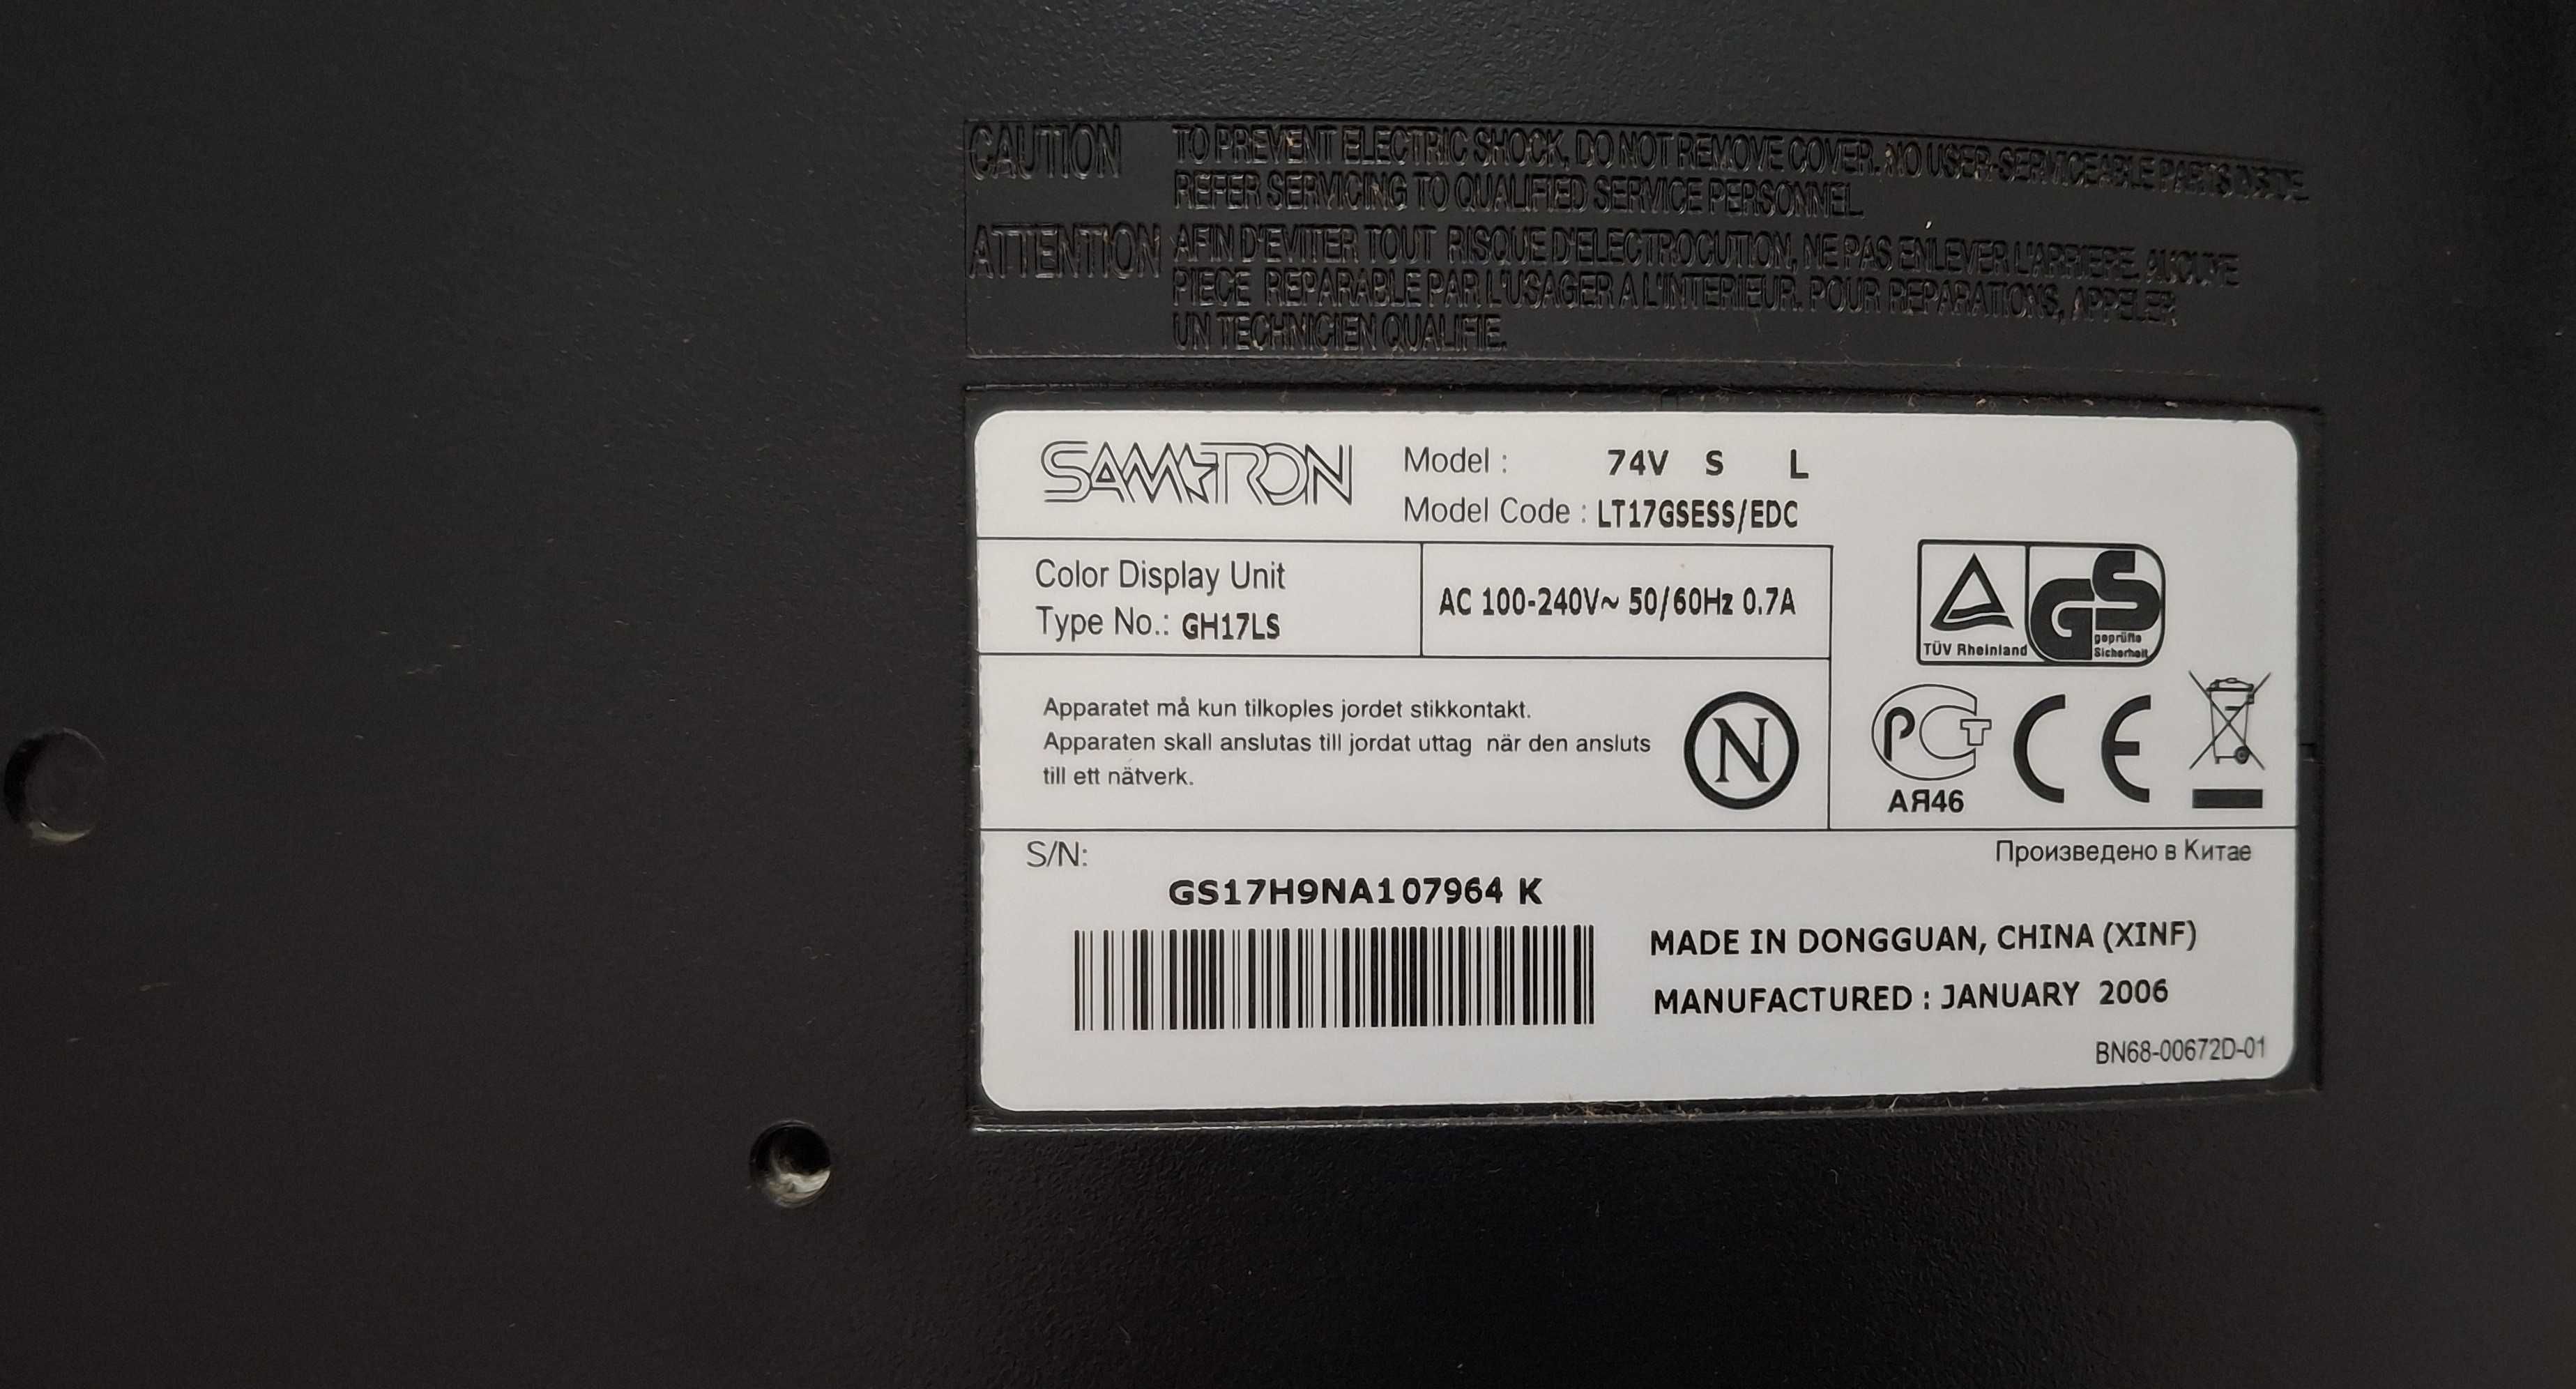 CAUTION TO PREVENT ELECTRIC SHOCK, DO NOT REMOVE COVER. NO USER-SERVICEABLE PARTS INSIDE.
REFER SERVICING TO QUALIFIED SERVICE PERSONNEL.
ATTENTION AFIN D'EVITER TOUT RISQUE D'ELECTROCUTION, NE PAS ENLEVER L'ARRIERE. AUCUNE
PIECE REPARABLE PAR L'USAGER A L'INTERIEUR. POUR REPARATIONS, APPELER
UN TECHNICIEN QUALIFIE.
SAMTRON
Model : 74V S L
Model Code : LT17GSESS/EDC
Color Display Unit
Type No.: GH17LS
AC 100-240V~ 50/60Hz 0.7A
TÜV Rheinland
GS
geprüfte
Sicherheit
Apparatet må kun tilkoples jordet stikkontakt.
Apparaten skall anslutas till jordat uttag när den ansluts
till ett nätverk.
N
РСТ
АЯ46
CE
S/N:
GS17H9NA107964 K
Произведено в Китае
MADE IN DONGGUAN, CHINA (XINF)
MANUFACTURED : JANUARY 2006
BN68-00672D-01